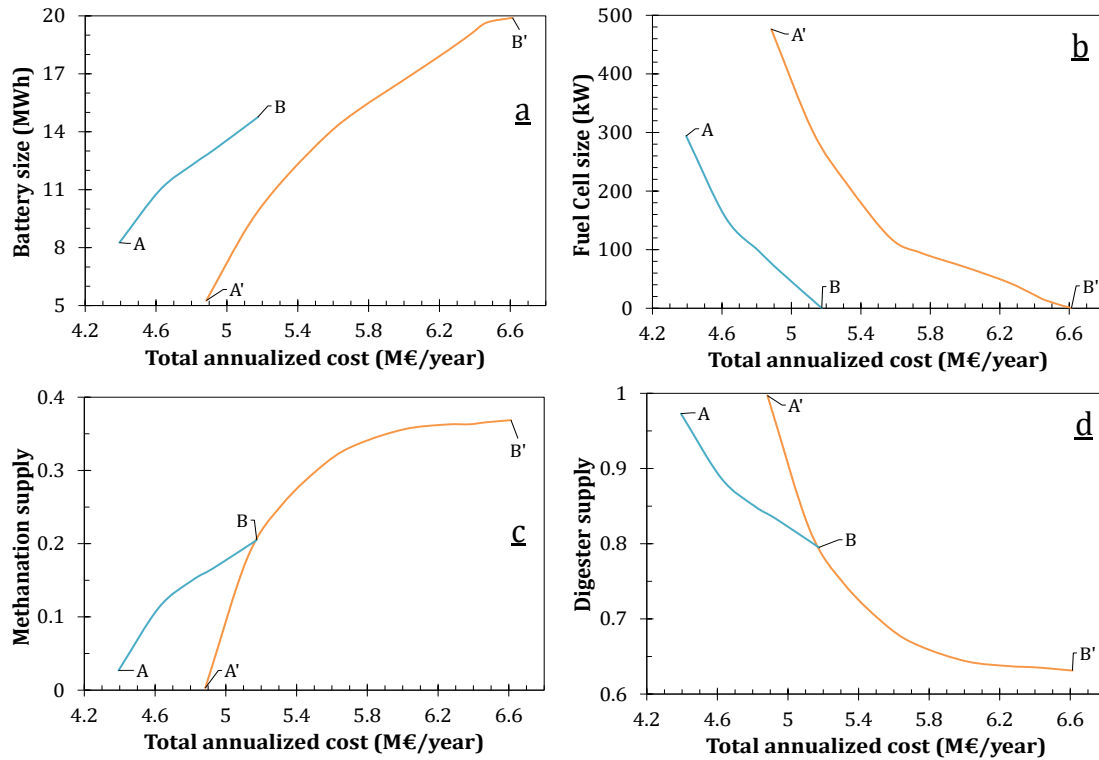 20
17
14
11
8
5
Battery size (MWh)
A
B
A'
B'
a
4.2 4.6 5 5.4 5.8 6.2 6.6
Total annualized cost (M€/year)
500
400
300
200
100
0
Fuel Cell size (kW)
A
B
A'
B'
b
4.2 4.6 5 5.4 5.8 6.2 6.6
Total annualized cost (M€/year)
0.4
0.3
0.2
0.1
0
Methanation supply
A
B
A'
B'
c
4.2 4.6 5 5.4 5.8 6.2 6.6
Total annualized cost (M€/year)
1
0.9
0.8
0.7
0.6
Digester supply
A
B
A'
B'
d
4.2 4.6 5 5.4 5.8 6.2 6.6
Total annualized cost (M€/year)